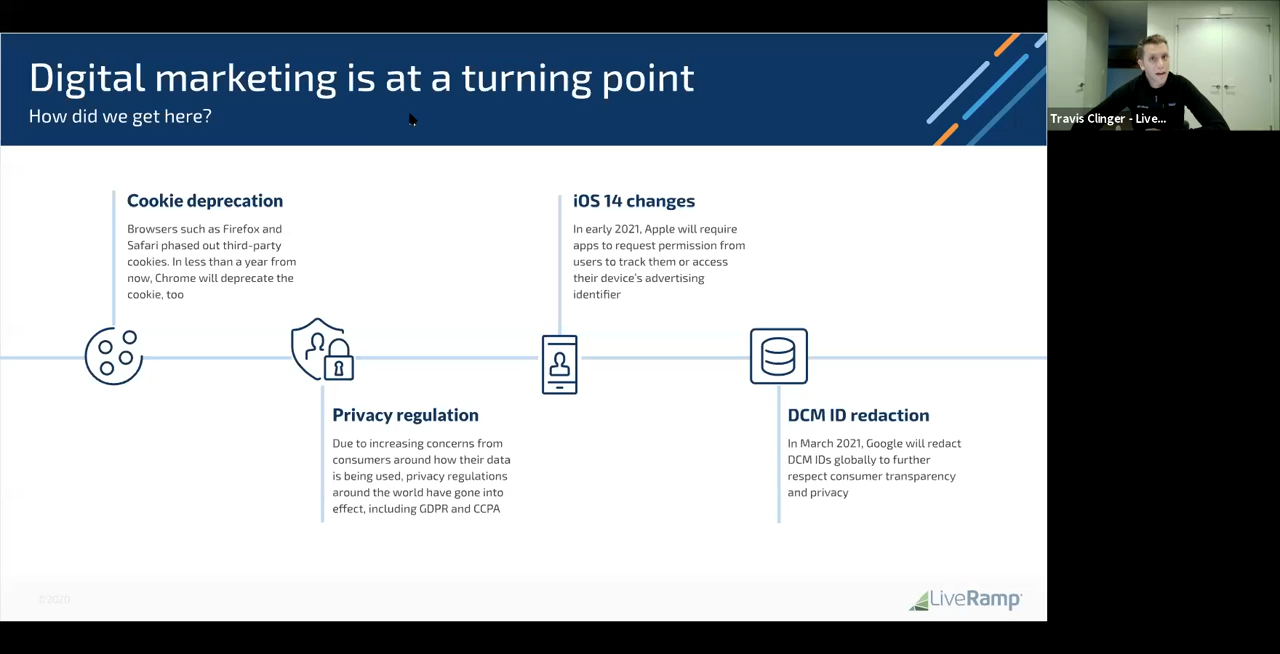 Digital marketing is at a turning point
How did we get here?
Travis Clinger - Live...
Cookie deprecation
Browsers such as Firefox and
Safari phased out third-party
cookies. In less than a year from
now, Chrome will deprecate the
cookie, too
iOS 14 changes
In early 2021, Apple will require
apps to request permission from
users to track them or access
their device's advertising
identifier
Privacy regulation
Due to increasing concerns from
consumers around how their data
is being used, privacy regulations
around the world have gone into
effect, including GDPR and CCPA
DCM ID redaction
In March 2021, Google will redact
DCM IDs globally to further
respect consumer transparency
and privacy
©2020
LiveRamp